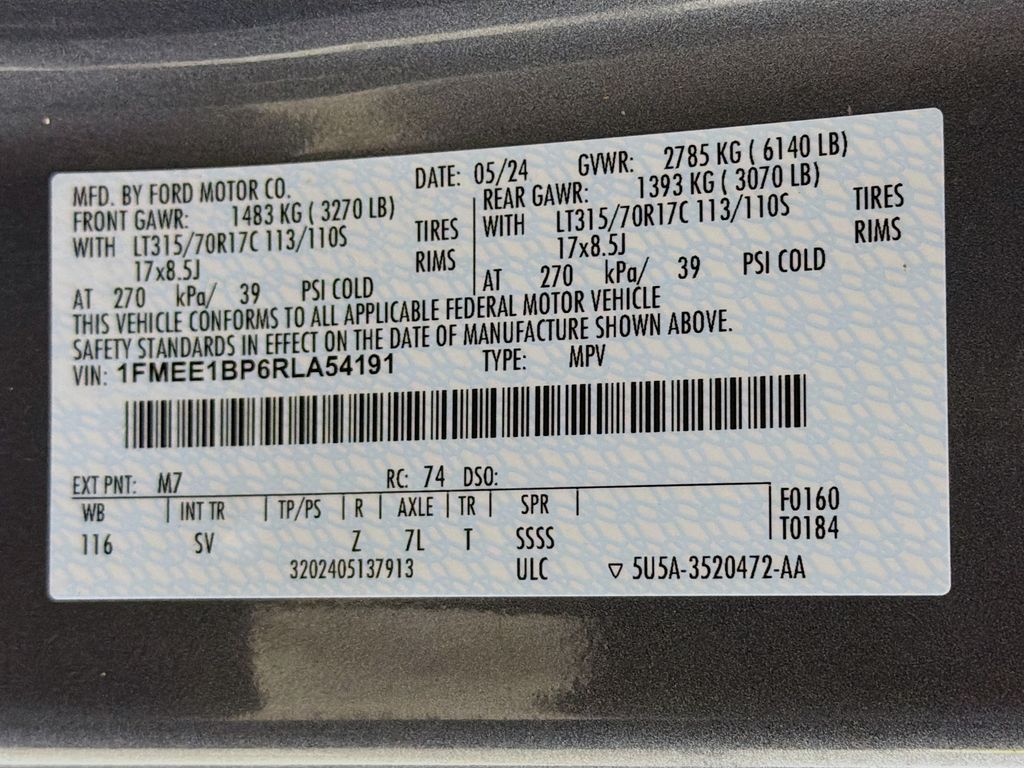 MFD. BY FORD MOTOR CO. DATE: 05/24 GVWR: 2785 KG ( 6140 LB)
FRONT GAWR: 1483 KG ( 3270 LB) REAR GAWR: 1393 KG ( 3070 LB)
WITH LT315/70R17C 113/110S TIRES WITH LT315/70R17C 113/110S TIRES
17x8.5J RIMS 17x8.5J RIMS
AT 270 kPa/ 39 PSI COLD AT 270 kPa/ 39 PSI COLD
THIS VEHICLE CONFORMS TO ALL APPLICABLE FEDERAL MOTOR VEHICLE
SAFETY STANDARDS IN EFFECT ON THE DATE OF MANUFACTURE SHOWN ABOVE.
VIN: 1FMEE1BP6RLA54191 TYPE: MPV
EXT PNT: M7 RC: 74 DSO:
WB | INT TR | TP/PS | R | AXLE | TR | SPR | F0160
116 SV Z 7L T SSSS T0184
3202405137913 ULC ▽ 5U5A-3520472-AA